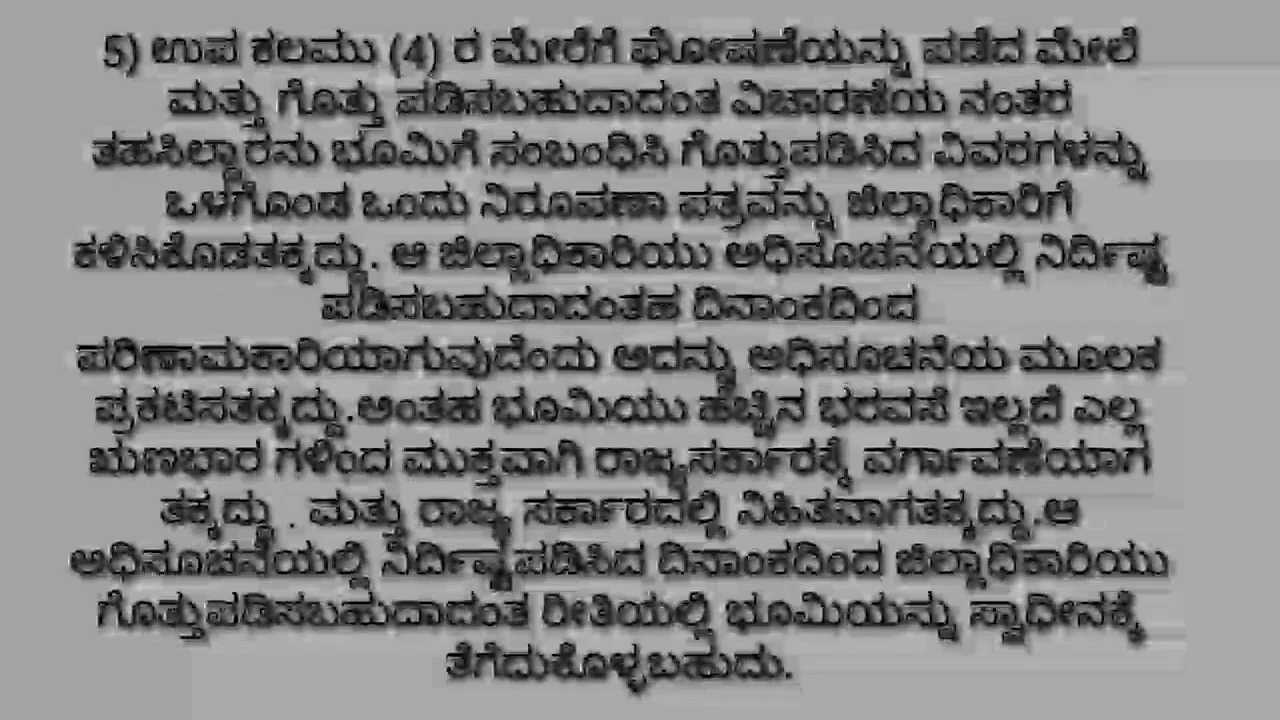 5) ಉಪ ಕಲಮು (4) ರ ಮೇರೆಗೆ ಘೋಷಣೆಯನ್ನು ಪಡೆದ ಮೇಲೆ
ಮತ್ತು ಗೊತ್ತು ಪಡಿಸಬಹುದಾದಂತ ವಿಚಾರಣೆಯ ನಂತರ
ತಹಸಿಲ್ದಾರನು ಭೂಮಿಗೆ ಸಂಬಂಧಿಸಿ ಗೊತ್ತುಪಡಿಸಿದ ವಿವರಗಳನ್ನು
ಒಳಗೊಂಡ ಒಂದು ನಿರೂಪಣಾ ಪತ್ರವನ್ನು ಜಿಲ್ಲಾಧಿಕಾರಿಗೆ
ಕಳಿಸಿಕೊಡತಕ್ಕದ್ದು. ಆ ಜಿಲ್ಲಾಧಿಕಾರಿಯು ಅಧಿಸೂಚನೆಯಲ್ಲಿ ನಿರ್ದಿಷ್ಟ
ಪಡಿಸಬಹುದಾದಂತಹ ದಿನಾಂಕದಿಂದ
ಪರಿಣಾಮಕಾರಿಯಾಗುವುದೆಂದು ಅದನ್ನು ಅಧಿಸೂಚನೆಯ ಮೂಲಕ
ಪ್ರಕಟಿಸತಕ್ಕದ್ದು.ಅಂತಹ ಭೂಮಿಯು ಹೆಚ್ಚಿನ ಭರವಸೆ ಇಲ್ಲದೆ ಎಲ್ಲ
ಋಣಭಾರ ಗಳಿಂದ ಮುಕ್ತವಾಗಿ ರಾಜ್ಯಸರ್ಕಾರಕ್ಕೆ ವರ್ಗಾವಣೆಯಾಗ
ತಕ್ಕದ್ದು . ಮತ್ತು ರಾಜ್ಯ ಸರ್ಕಾರದಲ್ಲಿ ನಿಹಿತವಾಗತಕ್ಕದ್ದು.ಆ
ಅಧಿಸೂಚನೆಯಲ್ಲಿ ನಿರ್ದಿಷ್ಟಪಡಿಸಿದ ದಿನಾಂಕದಿಂದ ಜಿಲ್ಲಾಧಿಕಾರಿಯು
ಗೊತ್ತುಪಡಿಸಬಹುದಾದಂತ ರೀತಿಯಲ್ಲಿ ಭೂಮಿಯನ್ನು ಸ್ವಾಧೀನಕ್ಕೆ
ತೆಗೆದುಕೊಳ್ಳಬಹುದು.